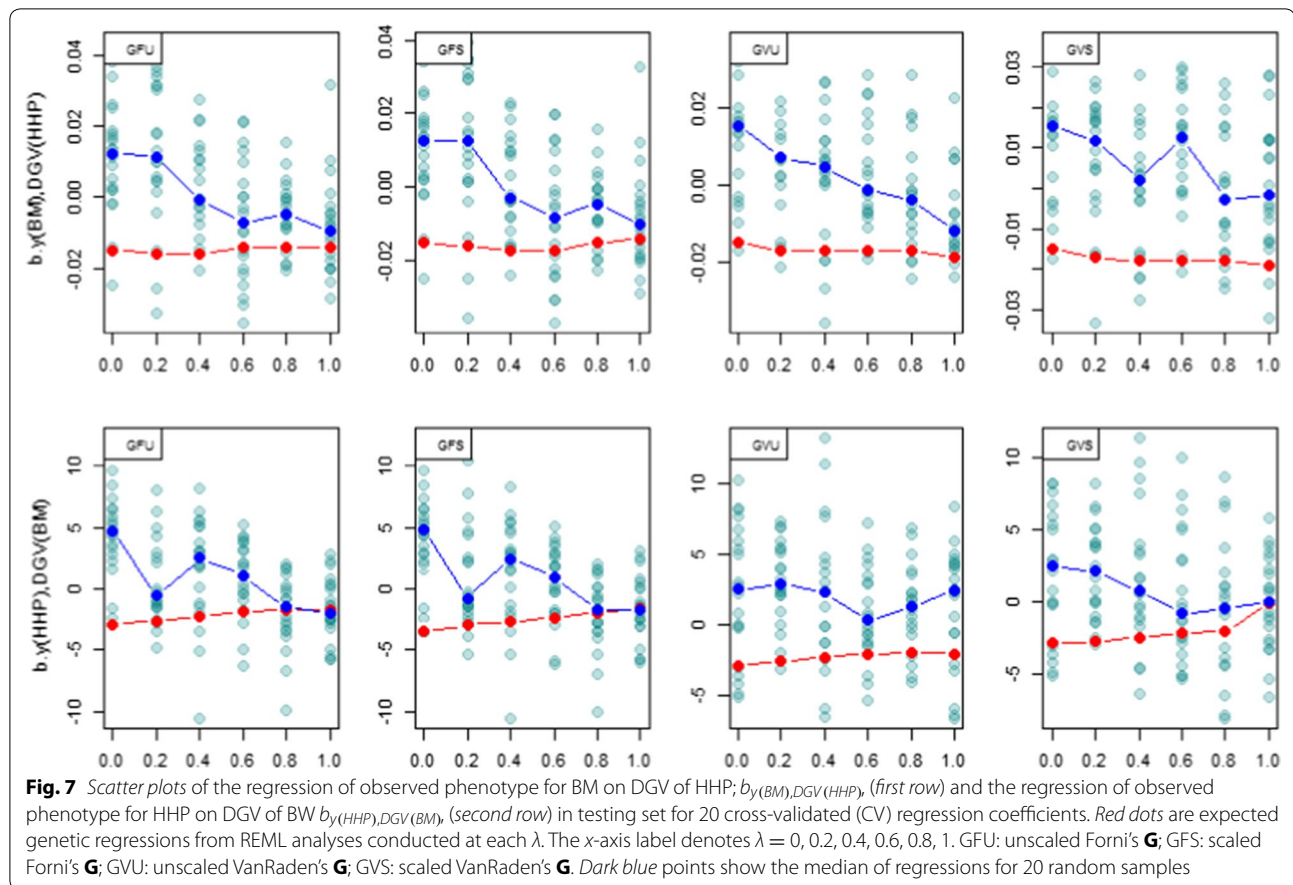 GFU
GFS
GVU
GVS
b.y(BM),DGV(HHP)
0.04
0.02
0.00
-0.02
0.04
0.02
0.00
-0.02
0.02
0.00
-0.02
0.03
0.01
-0.01
-0.03
0.0 0.2 0.4 0.6 0.8 1.0
0.0 0.2 0.4 0.6 0.8 1.0
0.0 0.2 0.4 0.6 0.8 1.0
0.0 0.2 0.4 0.6 0.8 1.0
GFU
GFS
GVU
GVS
b.y(HHP),DGV(BM)
10
5
0
-5
-10
10
5
0
-5
-10
10
5
0
-5
10
5
0
-5
0.0 0.2 0.4 0.6 0.8 1.0
0.0 0.2 0.4 0.6 0.8 1.0
0.0 0.2 0.4 0.6 0.8 1.0
0.0 0.2 0.4 0.6 0.8 1.0
Fig. 7 Scatter plots of the regression of observed phenotype for BM on DGV of HHP; b_y(BM),DGV(HHP), (first row) and the regression of observed
phenotype for HHP on DGV of BW b_y(HHP),DGV(BM), (second row) in testing set for 20 cross-validated (CV) regression coefficients. Red dots are expected
genetic regressions from REML analyses conducted at each λ. The x-axis label denotes λ = 0, 0.2, 0.4, 0.6, 0.8, 1. GFU: unscaled Forni's G; GFS: scaled
Forni's G; GVU: unscaled VanRaden's G; GVS: scaled VanRaden's G. Dark blue points show the median of regressions for 20 random samples